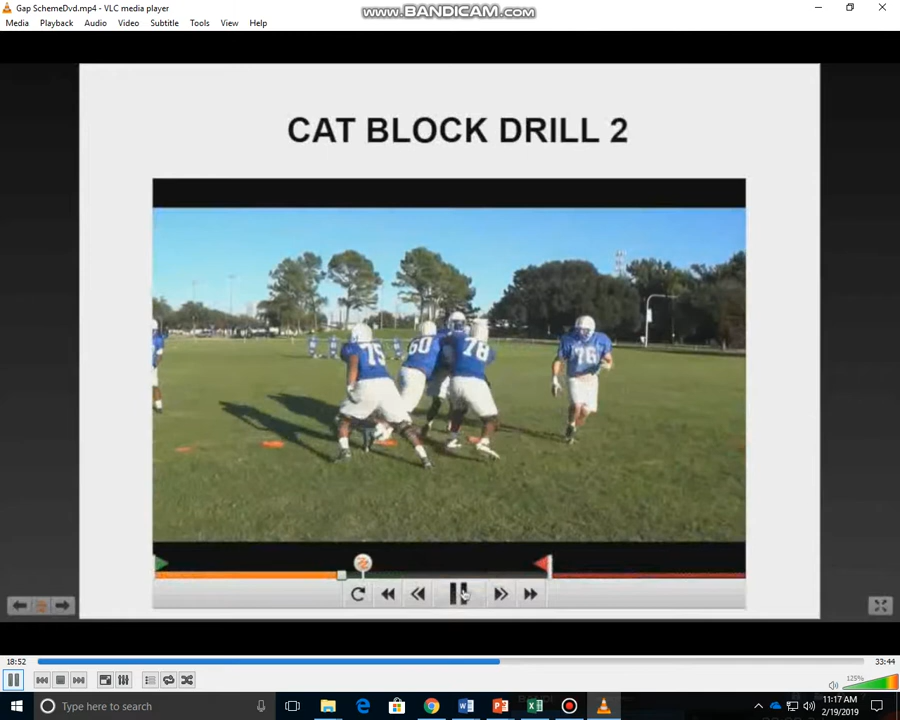 Gap SchemeDvd.mp4 - VLC media player
www.BANDICAM.com
Media Playback Audio Video Subtitle Tools View Help
CAT BLOCK DRILL 2
75 60 78 76
18:52 33:44
125%
Type here to search
11:17 AM
2/19/2019